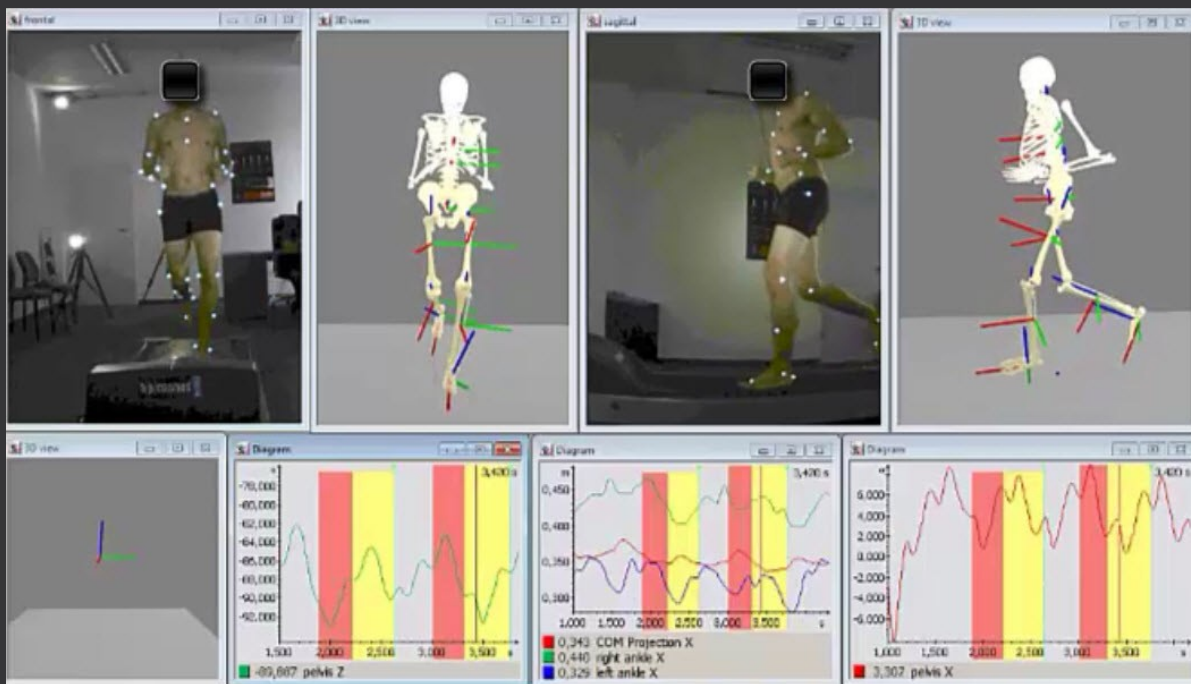 frontal
3D view
sagittal
3D view
3D view
Diagram
3,420 s
-78,000
-82,000
-84,000
-86,000
-88,000
-90,000
-92,000
1,500
2,000
2,500
3,000
3,500
s
-89,687 pelvis Z
Diagram
m
3,420 s
0,450
0,400
0,350
0,300
1,000
1,500
2,000
2,500
3,000
3,500
s
0,343 COM Projection X
0,440 right ankle X
0,329 left ankle X
Diagram
3,420 s
6,000
4,000
2,000
0,000
-2,000
-4,000
-6,000
1,000
1,500
2,000
2,500
3,000
3,500
s
3,302 pelvis X